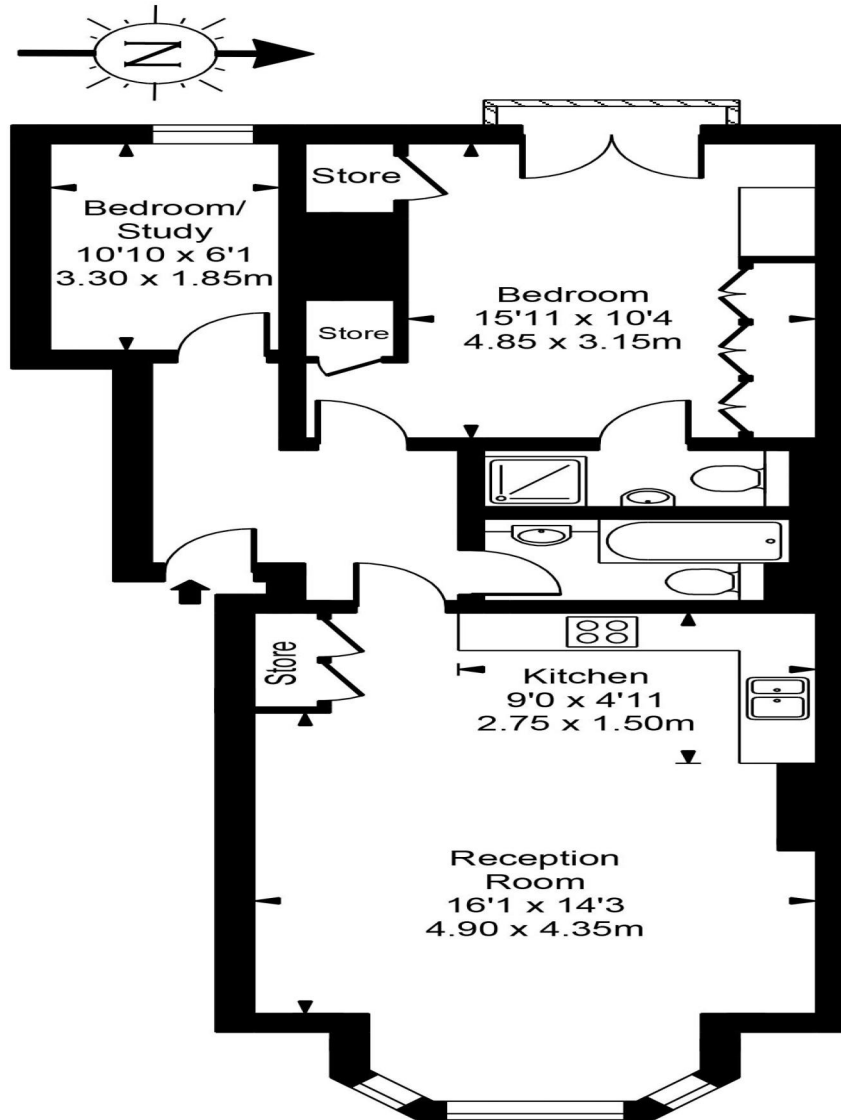 N
Store
Bedroom/
Study
10'10 x 6'1
3.30 x 1.85m
Store
Bedroom
15'11 x 10'4
4.85 x 3.15m
Store
Kitchen
9'0 x 4'11
2.75 x 1.50m
Reception
Room
16'1 x 14'3
4.90 x 4.35m